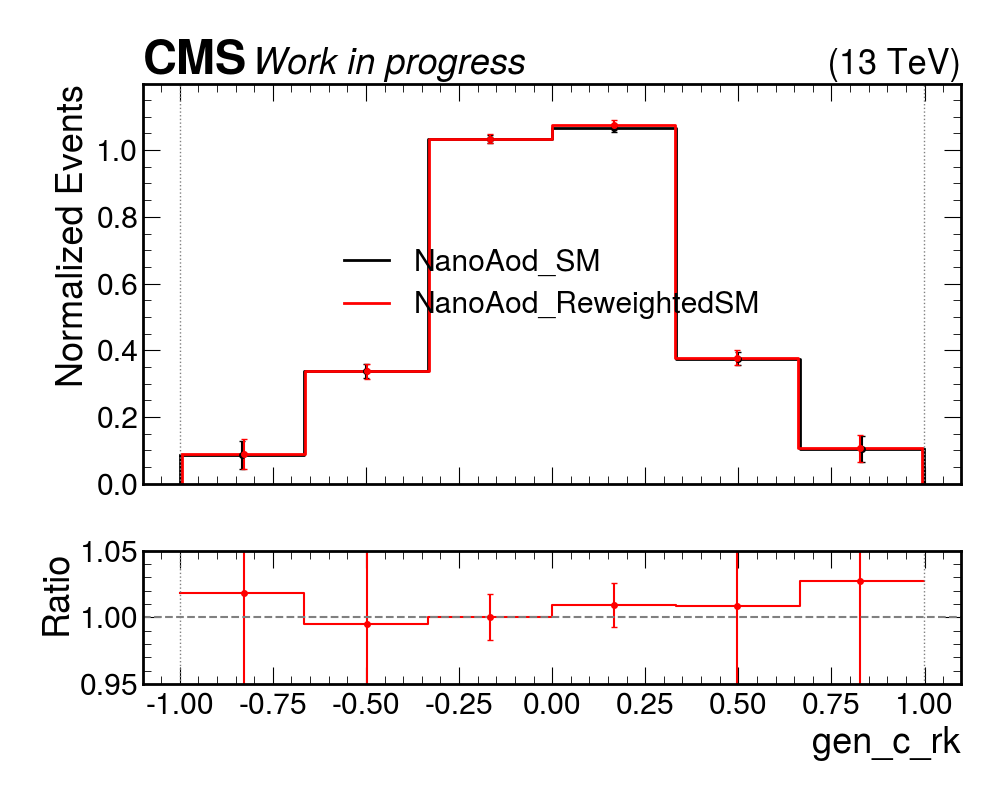 CMS Work in progress (13 TeV)
Normalized Events
1.0
0.8
0.6
0.4
0.2
0.0
NanoAod_SM
NanoAod_ReweightedSM
Ratio
1.05
1.00
0.95
-1.00 -0.75 -0.50 -0.25 0.00 0.25 0.50 0.75 1.00
gen_c_rk